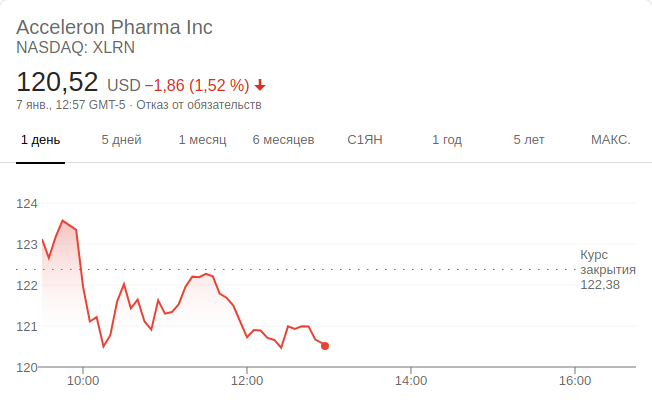 Acceleron Pharma Inc
NASDAQ: XLRN
120,52 USD −1,86 (1,52 %)
7 янв., 12:57 GMT-5 · Отказ от обязательств
1 день 5 дней 1 месяц 6 месяцев С1ЯН 1 год 5 лет МАКС.
124
123
Курс
закрытия
122,38
122
121
120
10:00 12:00 14:00 16:00